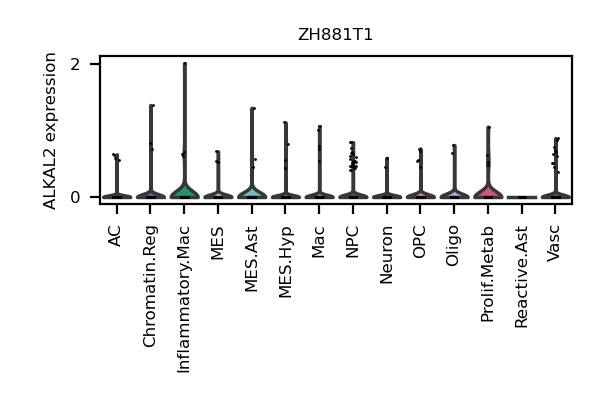 ZH881T1
ALKAL2 expression
2
0
AC
Chromatin.Reg
Inflammatory.Mac
MES
MES.Ast
MES.Hyp
Mac
NPC
Neuron
OPC
Oligo
Prolif.Metab
Reactive.Ast
Vasc